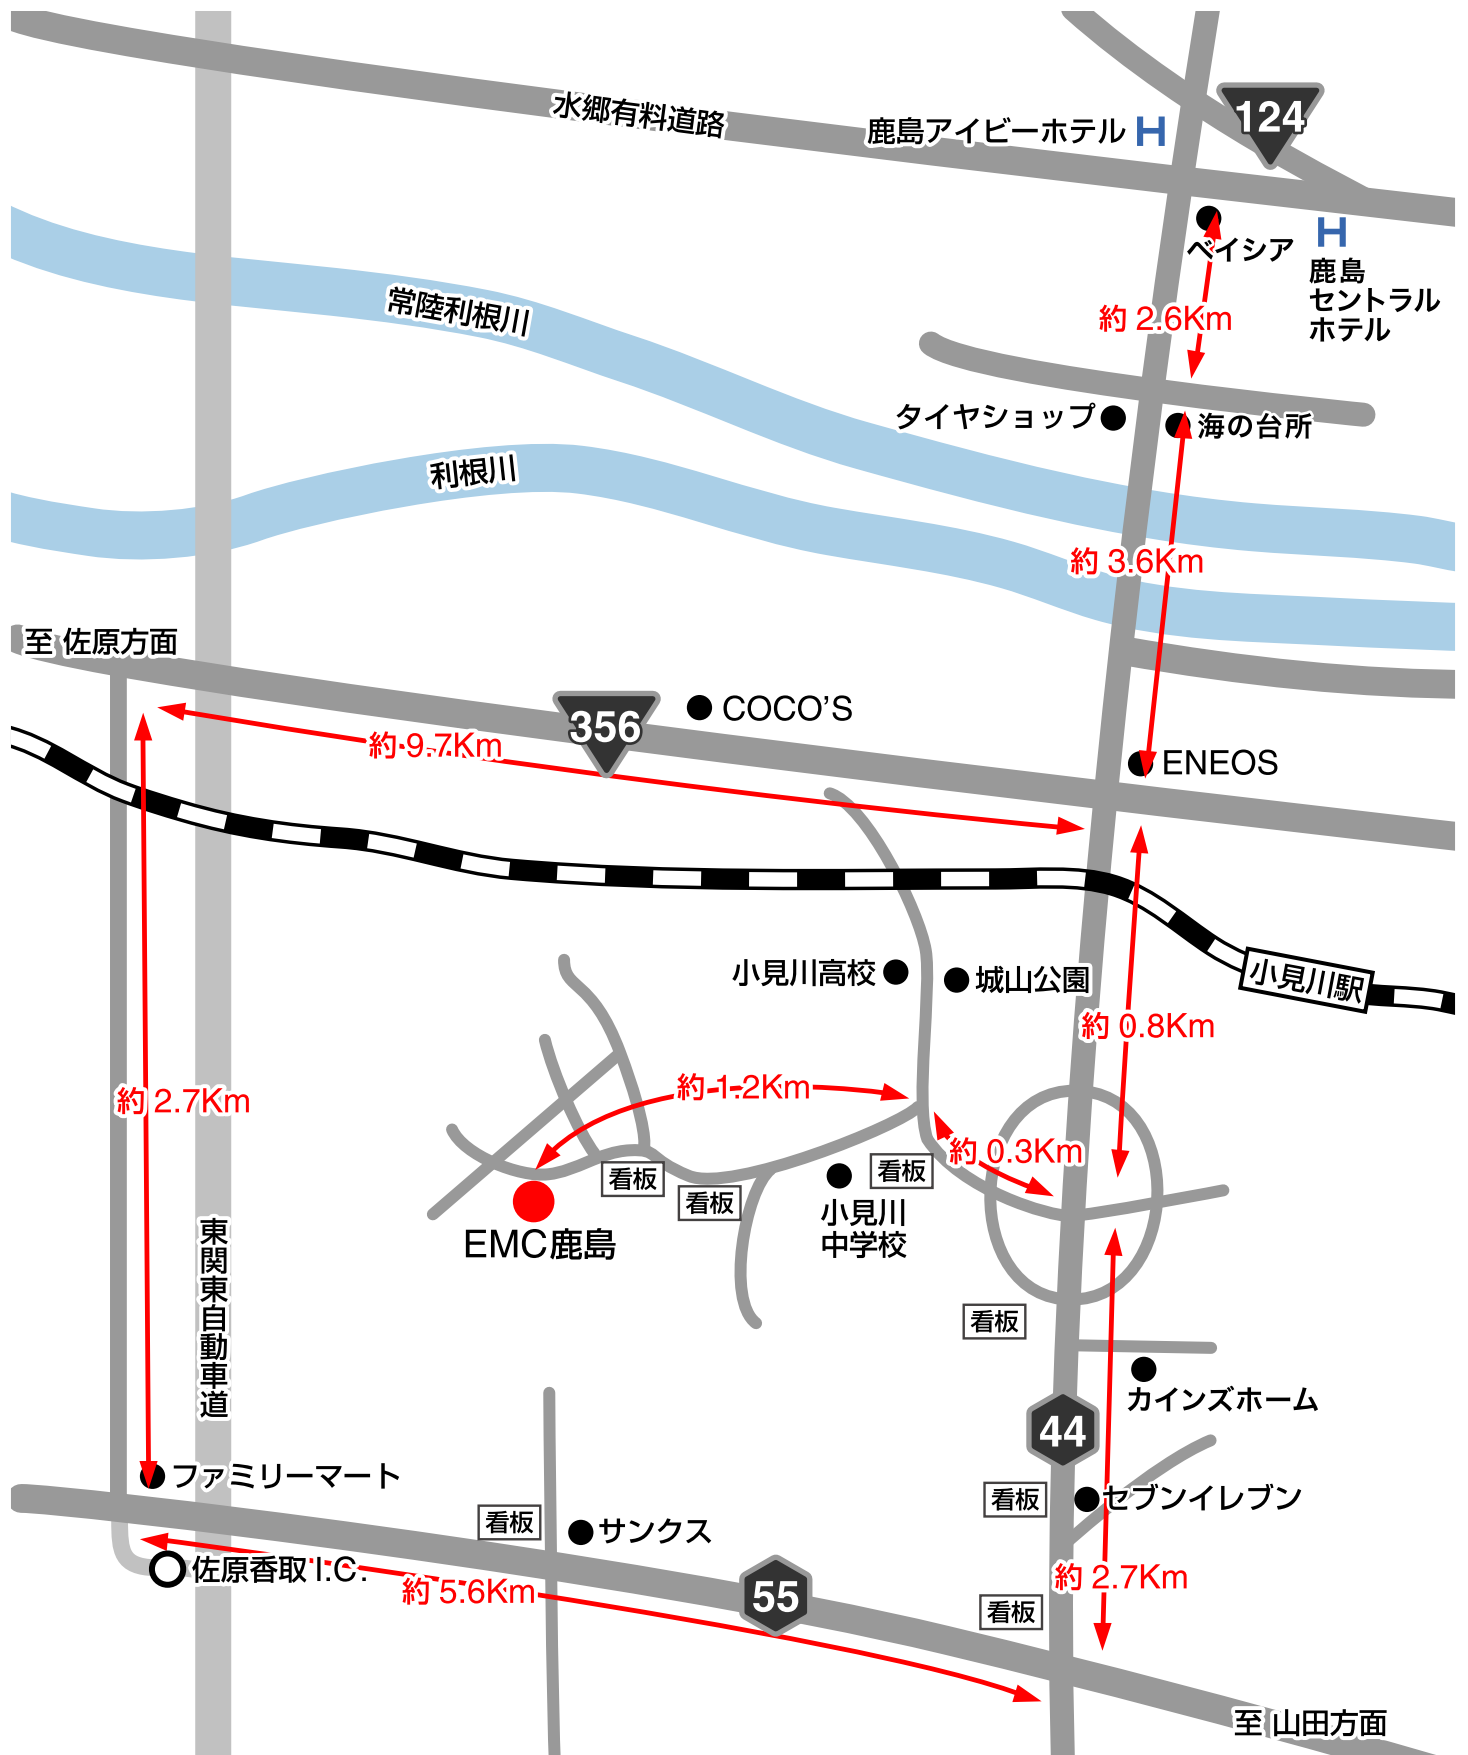 水郷有料道路
鹿島アイビーホテル H
124
ベイシア
H
鹿島
セントラル
ホテル
常陸利根川
約 2.6Km
タイヤショップ
海の台所
利根川
約 3.6Km
至 佐原方面
356
COCO'S
約 9.7Km
ENEOS
小見川高校
城山公園
小見川駅
約 0.8Km
約 2.7Km
約 1.2Km
約 0.3Km
看板
看板
看板
小見川
中学校
EMC鹿島
東関東自動車道
看板
カインズホーム
44
ファミリーマート
看板
セブンイレブン
看板
サンクス
佐原香取 I.C.
約 5.6Km
55
約 2.7Km
看板
至 山田方面